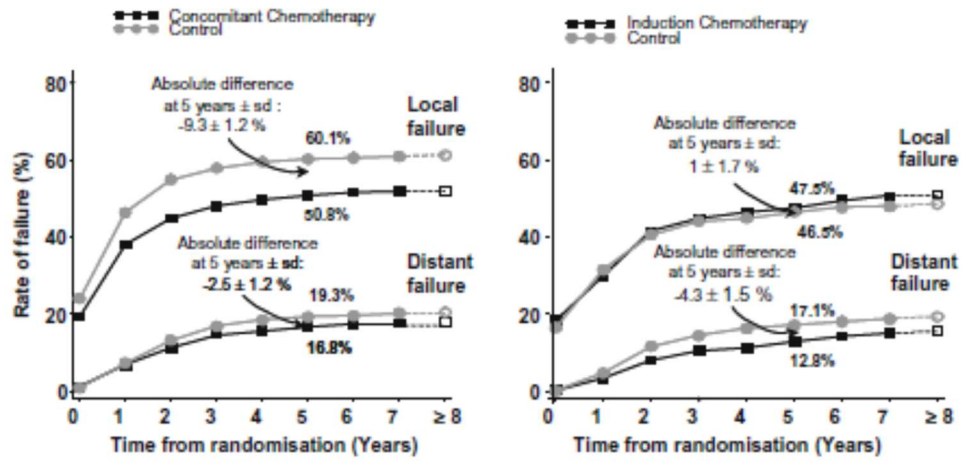 Concomitant Chemotherapy
Control
Rate of failure (%)
80
60
40
20
0
Absolute difference
at 5 years ± sd :
-9.3 ± 1.2 %
Local
failure
60.1%
50.8%
Absolute difference
at 5 years ± sd:
-2.5 ± 1.2 %
Distant
failure
19.3%
16.8%
0 1 2 3 4 5 6 7 ≥ 8
Time from randomisation (Years)
Induction Chemotherapy
Control
80
60
40
20
0
Absolute difference
at 5 years ± sd:
1 ± 1.7 %
Local
failure
47.5%
46.5%
Absolute difference
at 5 years ± sd:
-4.3 ± 1.5 %
Distant
failure
17.1%
12.8%
0 1 2 3 4 5 6 7 ≥ 8
Time from randomisation (Years)